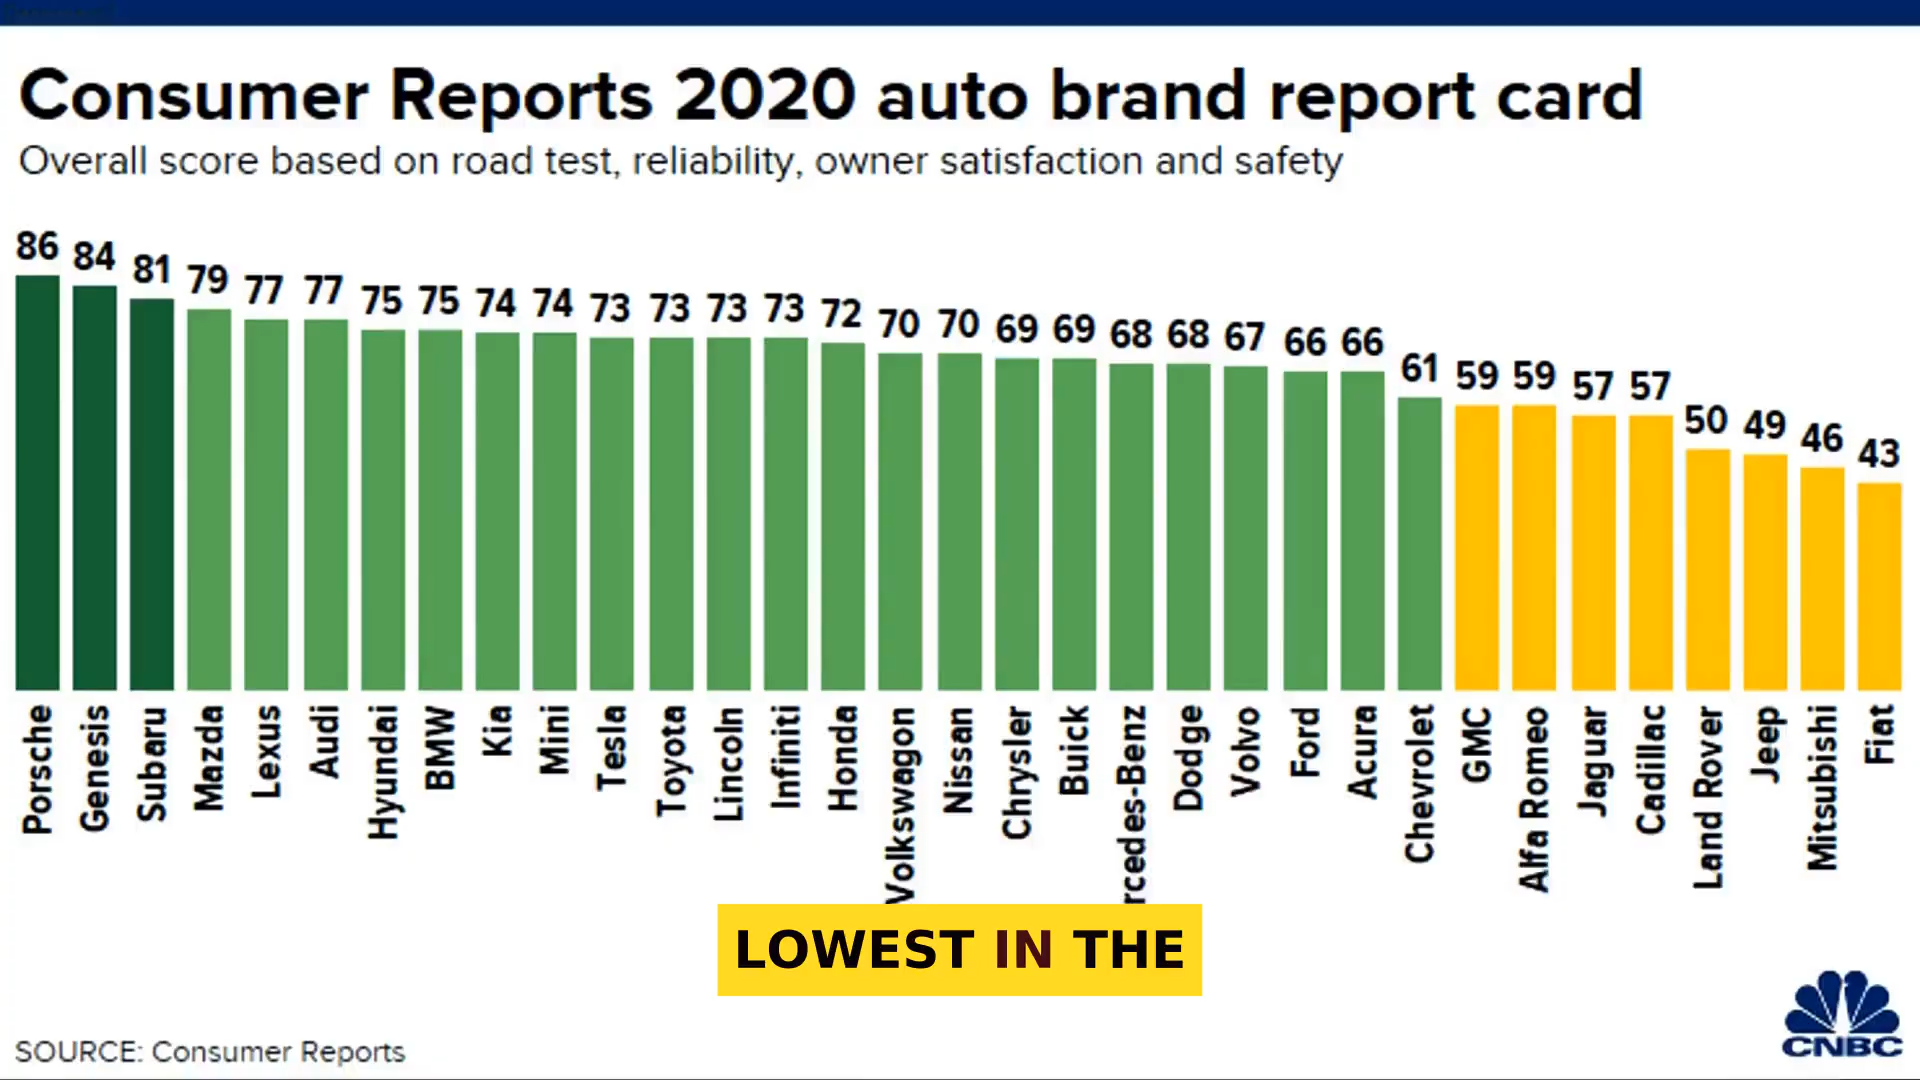 Consumer Reports 2020 auto brand report card
Overall score based on road test, reliability, owner satisfaction and safety
86 84 81 79 77 77 75 75 74 74 73 73 73 73 72 70 70 69 69 68 68 67 66 66 61 59 59 57 57 50 49 46 43
Porsche
Genesis
Subaru
Mazda
Lexus
Audi
Hyundai
BMW
Kia
Mini
Tesla
Toyota
Lincoln
Infiniti
Honda
Volkswagon
Nissan
Chrysler
Buick
rcedes-Benz
Dodge
Volvo
Ford
Acura
Chevrolet
GMC
Alfa Romeo
Jaguar
Cadillac
Land Rover
Jeep
Mitsubishi
Fiat
LOWEST IN THE
SOURCE: Consumer Reports
CNBC